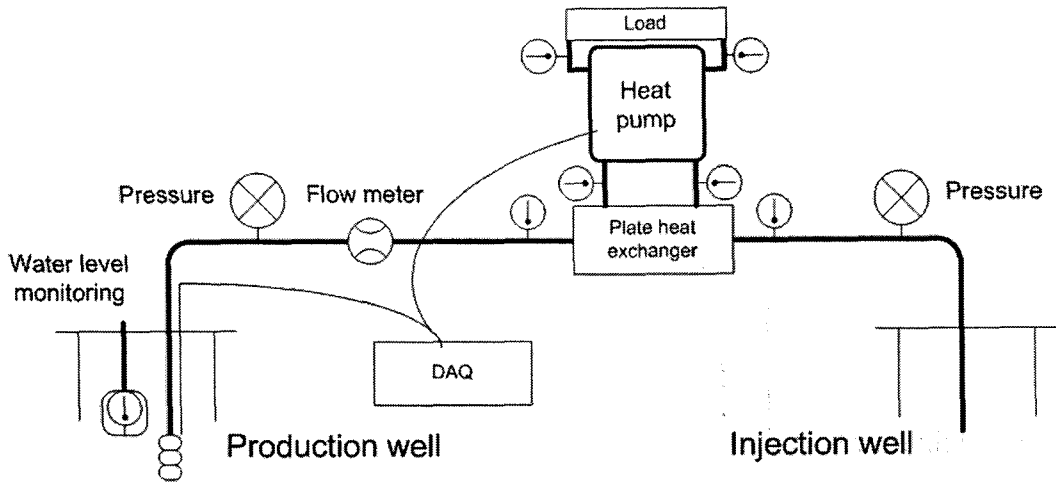 Load
Heat
pump
Pressure
Flow meter
Plate heat
exchanger
Pressure
Water level
monitoring
DAQ
Production well
Injection well